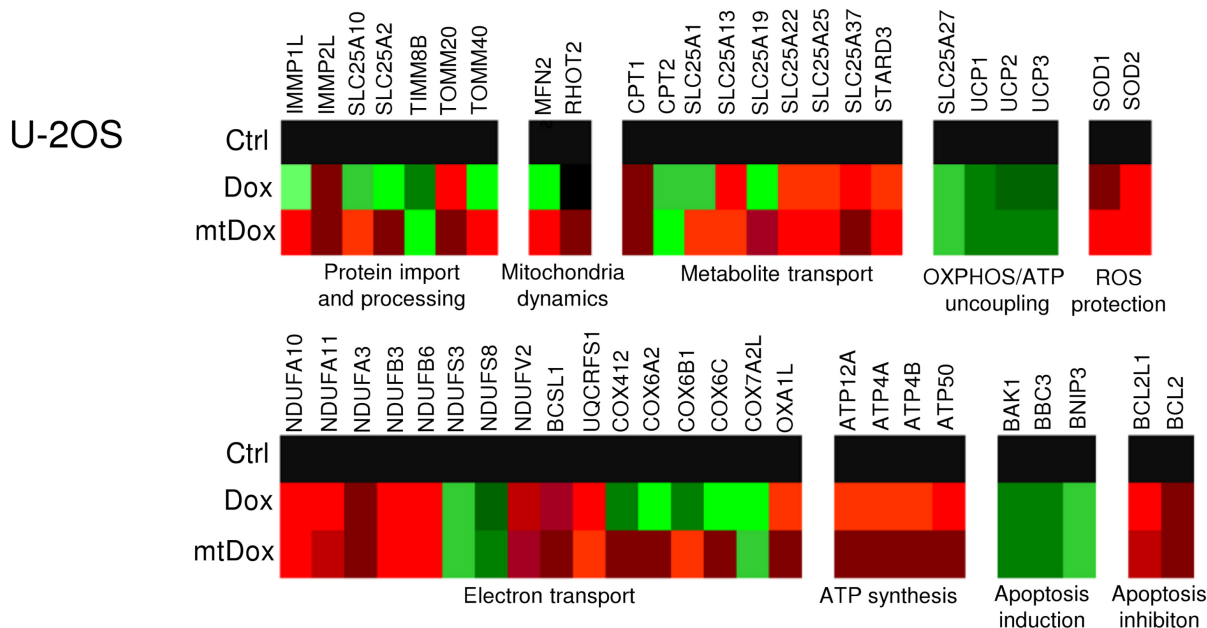 IMMP1L
IMMP2L
SLC25A10
SLC25A2
TIMM8B
TOMM20
TOMM40
MFN2
RHOT2
CPT1
CPT2
SLC25A1
SLC25A13
SLC25A19
SLC25A22
SLC25A25
SLC25A37
STARD3
SLC25A27
UCP1
UCP2
UCP3
SOD1
SOD2
U-2OS
Ctrl
Dox
mtDox
Protein import
and processing
Mitochondria
dynamics
Metabolite transport
OXPHOS/ATP
uncoupling
ROS
protection
NDUFA10
NDUFA11
NDUFA3
NDUFB3
NDUFB6
NDUFS3
NDUFS8
NDUFV2
BCSL1
UQCRFS1
COX412
COX6A2
COX6B1
COX6C
COX7A2L
OXA1L
ATP12A
ATP4A
ATP4B
ATP50
BAK1
BBC3
BNIP3
BCL2L1
BCL2
Ctrl
Dox
mtDox
Electron transport
ATP synthesis
Apoptosis
induction
Apoptosis
inhibiton